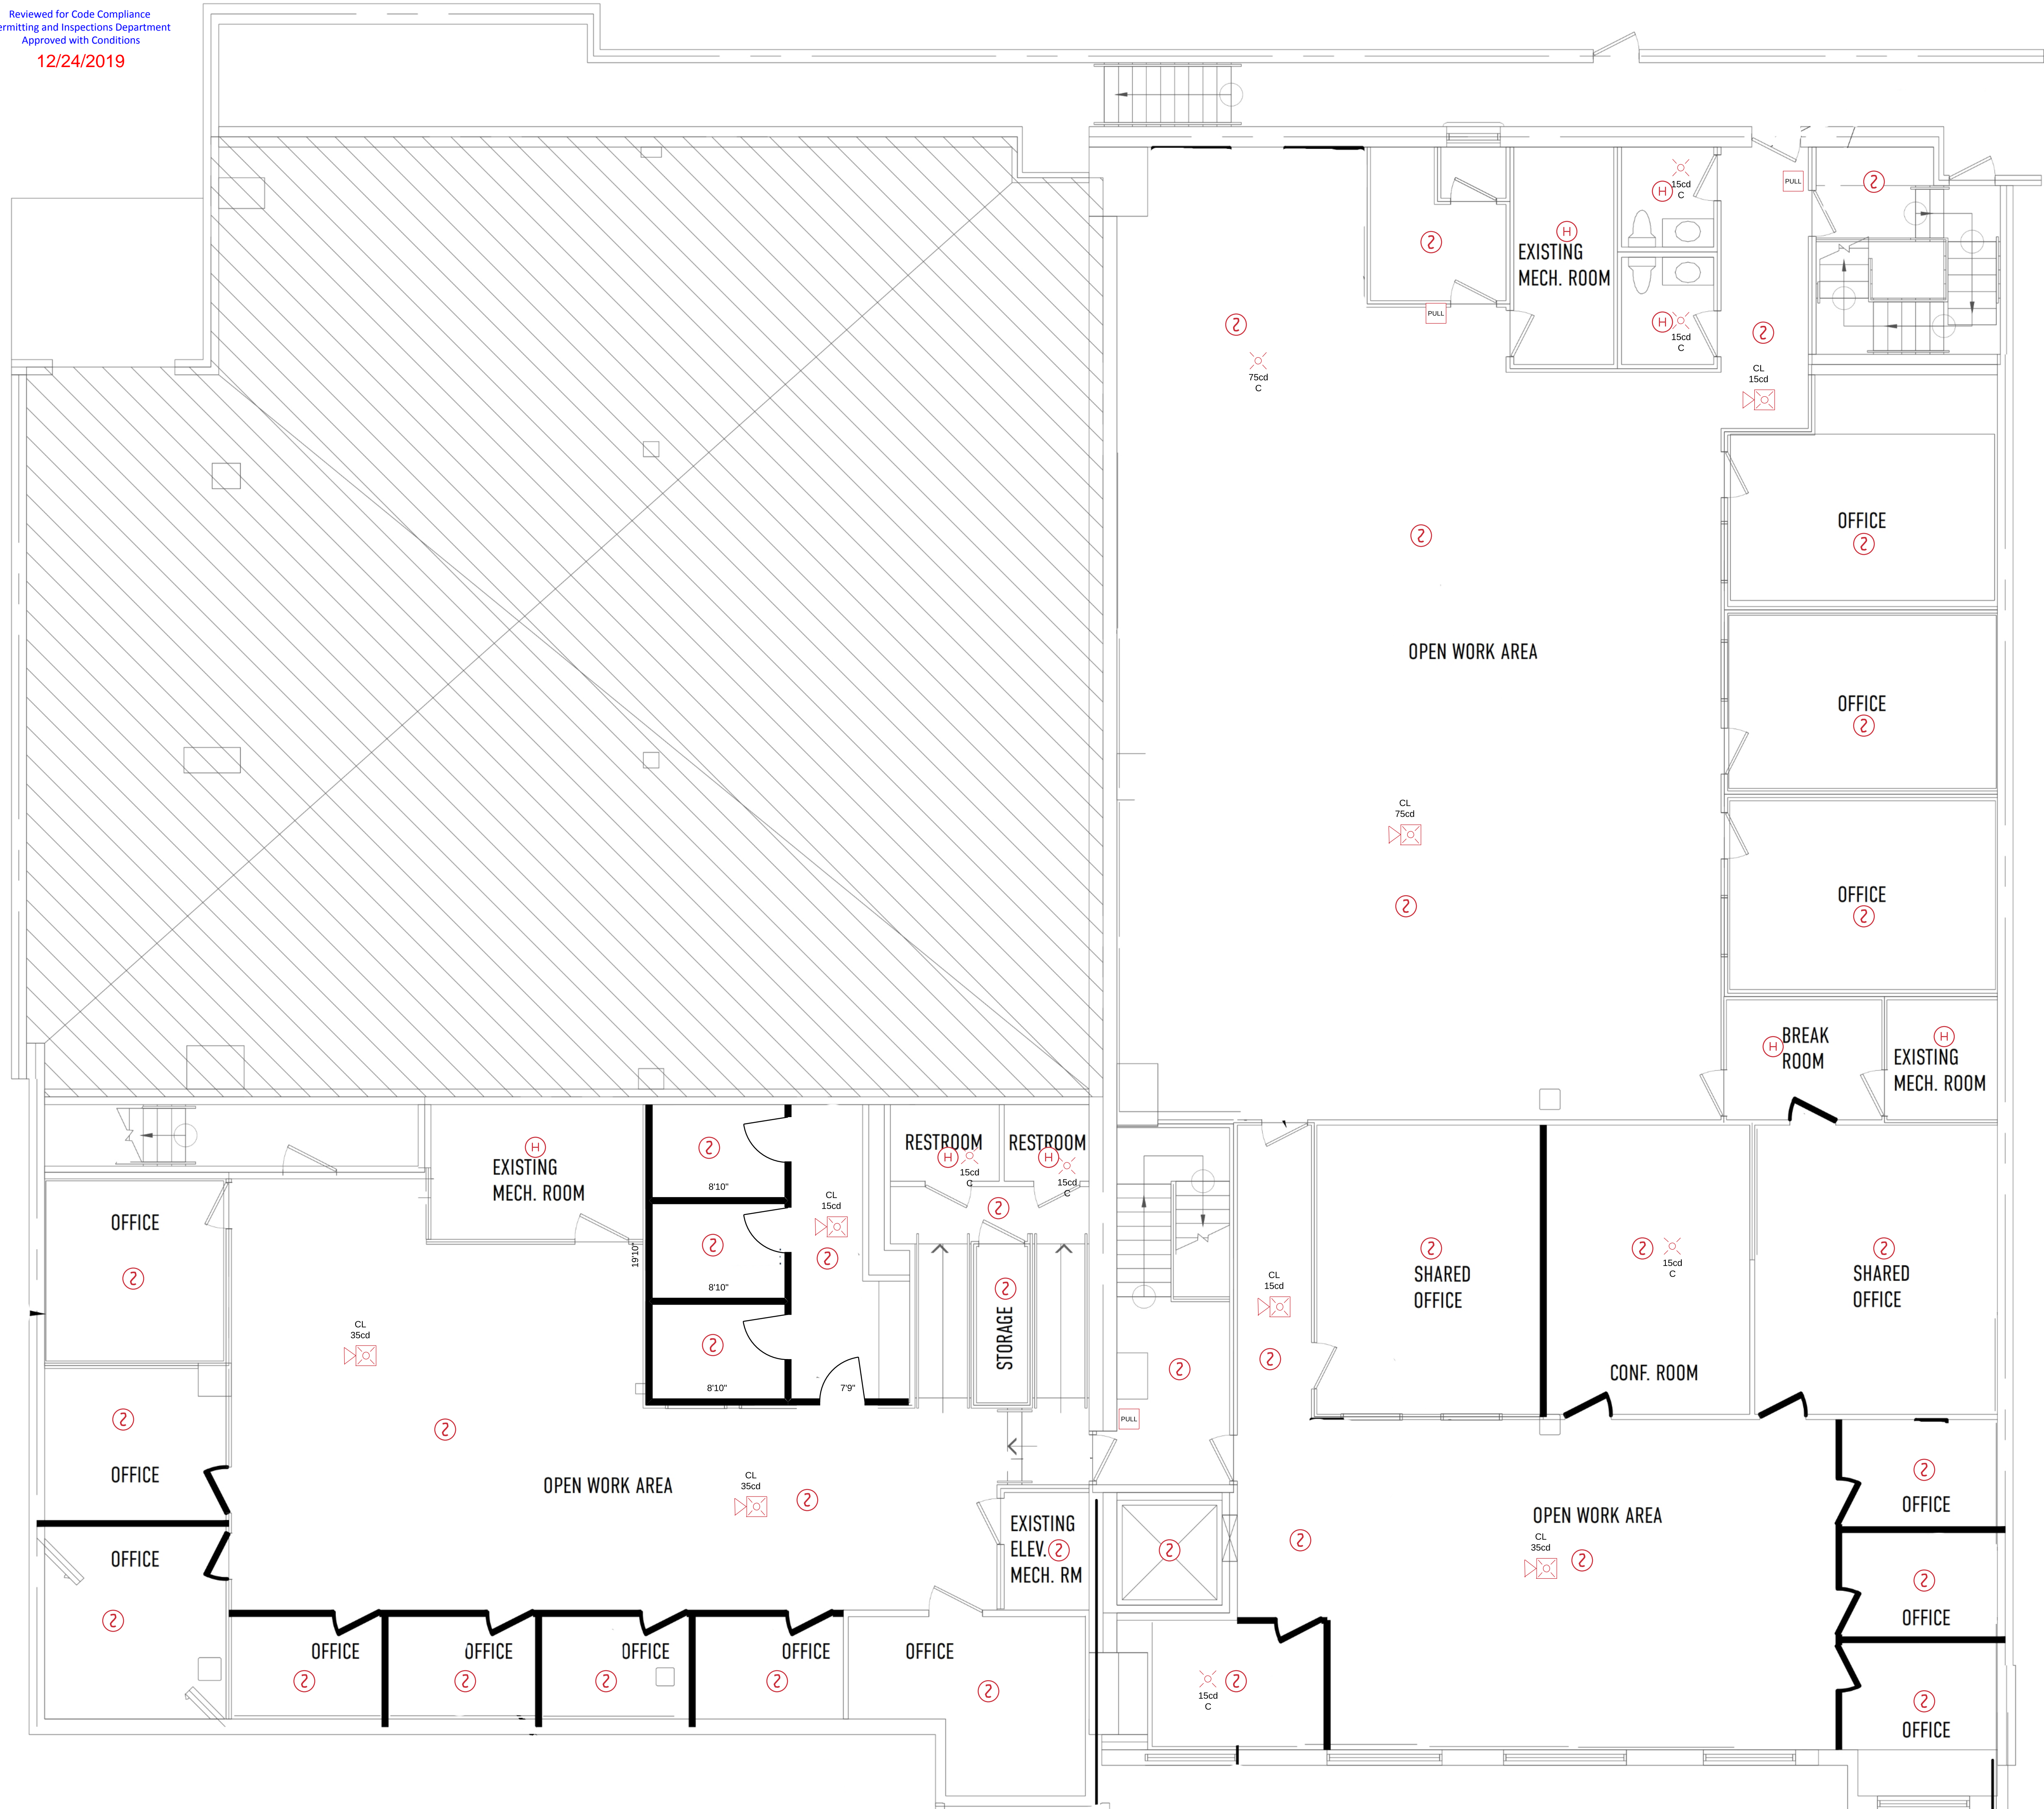 Reviewed for Code Compliance
ermitting and Inspections Department
Approved with Conditions
12/24/2019
15cd
C
H
PULL
H
EXISTING
MECH. ROOM
PULL
H
15cd
C
75cd
C
CL
15cd
OFFICE
OPEN WORK AREA
OFFICE
CL
75cd
OFFICE
H
BREAK
ROOM
H
EXISTING
MECH. ROOM
H
EXISTING
MECH. ROOM
8'10"
19'10"
8'10"
8'10"
7'9"
CL
15cd
RESTROOM
H
15cd
C
RESTROOM
H
15cd
C
STORAGE
OFFICE
CL
35cd
OFFICE
OFFICE
OPEN WORK AREA
CL
35cd
EXISTING
ELEV.
MECH. RM
OFFICE
OFFICE
OFFICE
OFFICE
OFFICE
PULL
CL
15cd
SHARED
OFFICE
15cd
C
CONF. ROOM
SHARED
OFFICE
OPEN WORK AREA
CL
35cd
OFFICE
OFFICE
OFFICE
15cd
C